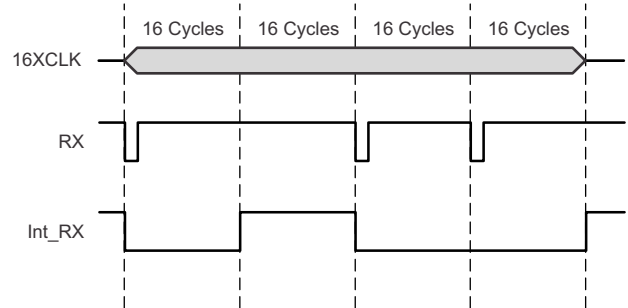 16 Cycles 16 Cycles 16 Cycles 16 Cycles
16XCLK
RX
Int_RX